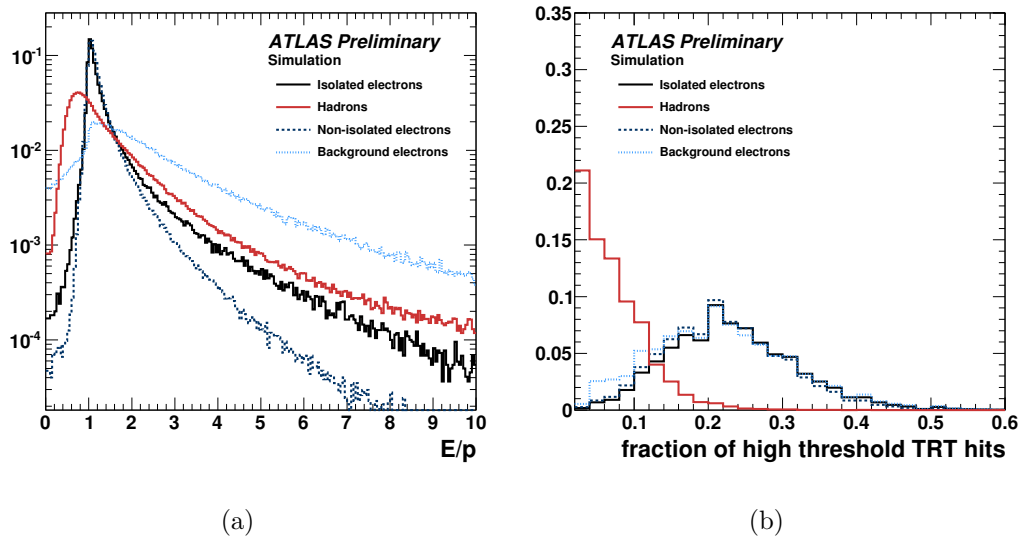 ATLAS Preliminary
Simulation
Isolated electrons
Hadrons
Non-isolated electrons
Background electrons
10^{-1}
10^{-2}
10^{-3}
10^{-4}
0 1 2 3 4 5 6 7 8 9 10
E/p
(a)
ATLAS Preliminary
Simulation
Isolated electrons
Hadrons
Non-isolated electrons
Background electrons
0.35
0.3
0.25
0.2
0.15
0.1
0.05
0
0.1 0.2 0.3 0.4 0.5 0.6
fraction of high threshold TRT hits
(b)